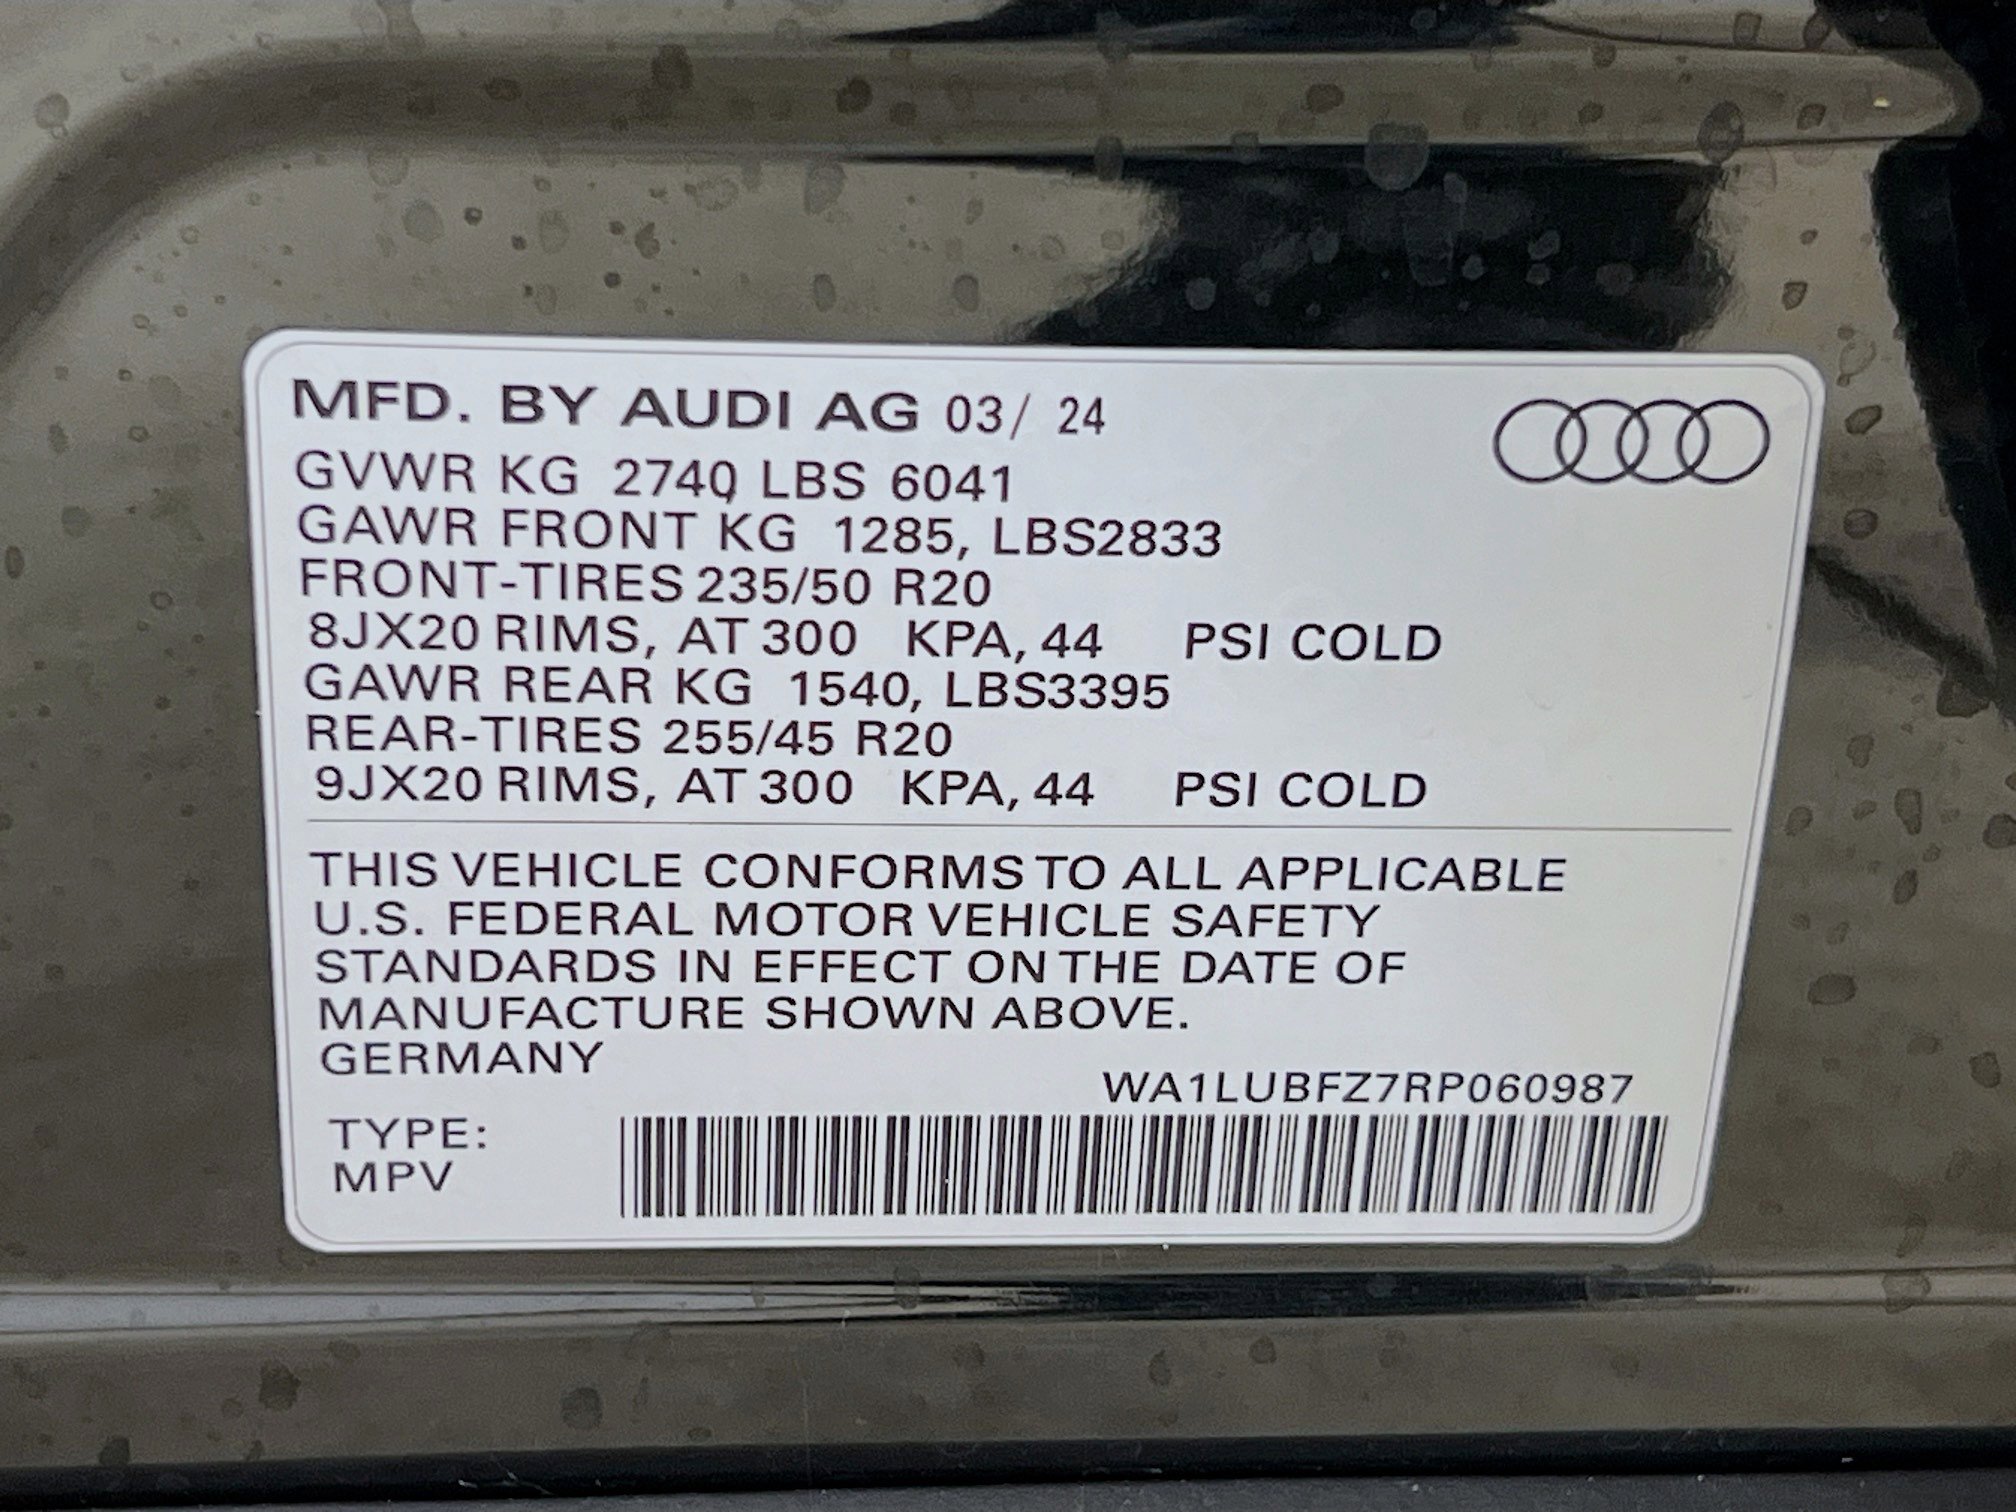 MFD. BY AUDI AG 03/ 24
GVWR KG 2740, LBS 6041
GAWR FRONT KG 1285, LBS2833
FRONT-TIRES 235/50 R20
8JX20 RIMS, AT 300 KPA, 44 PSI COLD
GAWR REAR KG 1540, LBS3395
REAR-TIRES 255/45 R20
9JX20 RIMS, AT 300 KPA, 44 PSI COLD
THIS VEHICLE CONFORMS TO ALL APPLICABLE
U.S. FEDERAL MOTOR VEHICLE SAFETY
STANDARDS IN EFFECT ON THE DATE OF
MANUFACTURE SHOWN ABOVE.
GERMANY
WA1LUBFZ7RP060987
TYPE:
MPV